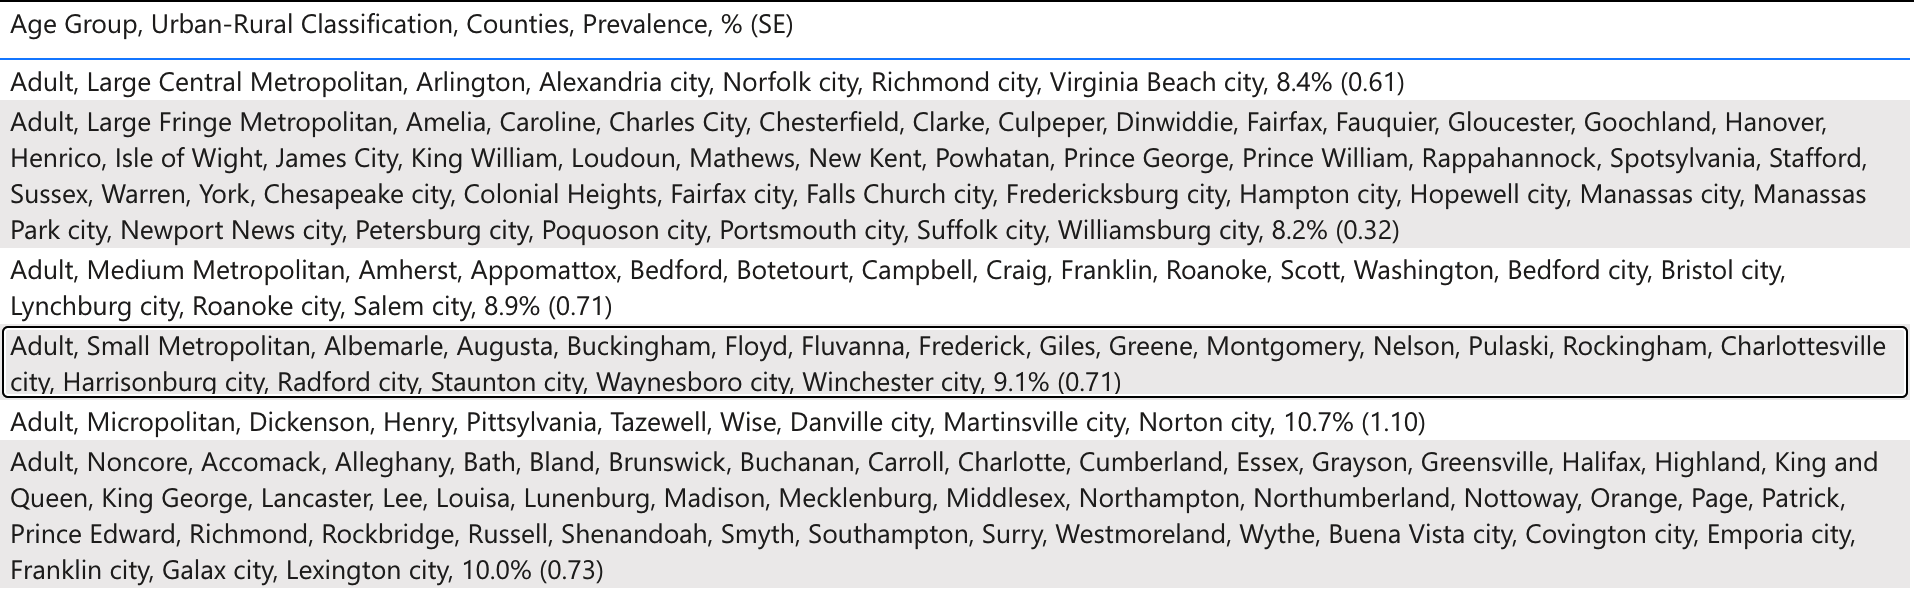 Age Group, Urban-Rural Classification, Counties, Prevalence, % (SE)
Adult, Large Central Metropolitan, Arlington, Alexandria city, Norfolk city, Richmond city, Virginia Beach city, 8.4% (0.61)
Adult, Large Fringe Metropolitan, Amelia, Caroline, Charles City, Chesterfield, Clarke, Culpeper, Dinwiddie, Fairfax, Fauquier, Gloucester, Goochland, Hanover,
Henrico, Isle of Wight, James City, King William, Loudoun, Mathews, New Kent, Powhatan, Prince George, Prince William, Rappahannock, Spotsylvania, Stafford,
Sussex, Warren, York, Chesapeake city, Colonial Heights, Fairfax city, Falls Church city, Fredericksburg city, Hampton city, Hopewell city, Manassas city, Manassas
Park city, Newport News city, Petersburg city, Poquoson city, Portsmouth city, Suffolk city, Williamsburg city, 8.2% (0.32)
Adult, Medium Metropolitan, Amherst, Appomattox, Bedford, Botetourt, Campbell, Craig, Franklin, Roanoke, Scott, Washington, Bedford city, Bristol city,
Lynchburg city, Roanoke city, Salem city, 8.9% (0.71)
Adult, Small Metropolitan, Albemarle, Augusta, Buckingham, Floyd, Fluvanna, Frederick, Giles, Greene, Montgomery, Nelson, Pulaski, Rockingham, Charlottesville
city, Harrisonburg city, Radford city, Staunton city, Waynesboro city, Winchester city, 9.1% (0.71)
Adult, Micropolitan, Dickenson, Henry, Pittsylvania, Tazewell, Wise, Danville city, Martinsville city, Norton city, 10.7% (1.10)
Adult, Noncore, Accomack, Alleghany, Bath, Bland, Brunswick, Buchanan, Carroll, Charlotte, Cumberland, Essex, Grayson, Greensville, Halifax, Highland, King and
Queen, King George, Lancaster, Lee, Louisa, Lunenburg, Madison, Mecklenburg, Middlesex, Northampton, Northumberland, Nottoway, Orange, Page, Patrick,
Prince Edward, Richmond, Rockbridge, Russell, Shenandoah, Smyth, Southampton, Surry, Westmoreland, Wythe, Buena Vista city, Covington city, Emporia city,
Franklin city, Galax city, Lexington city, 10.0% (0.73)